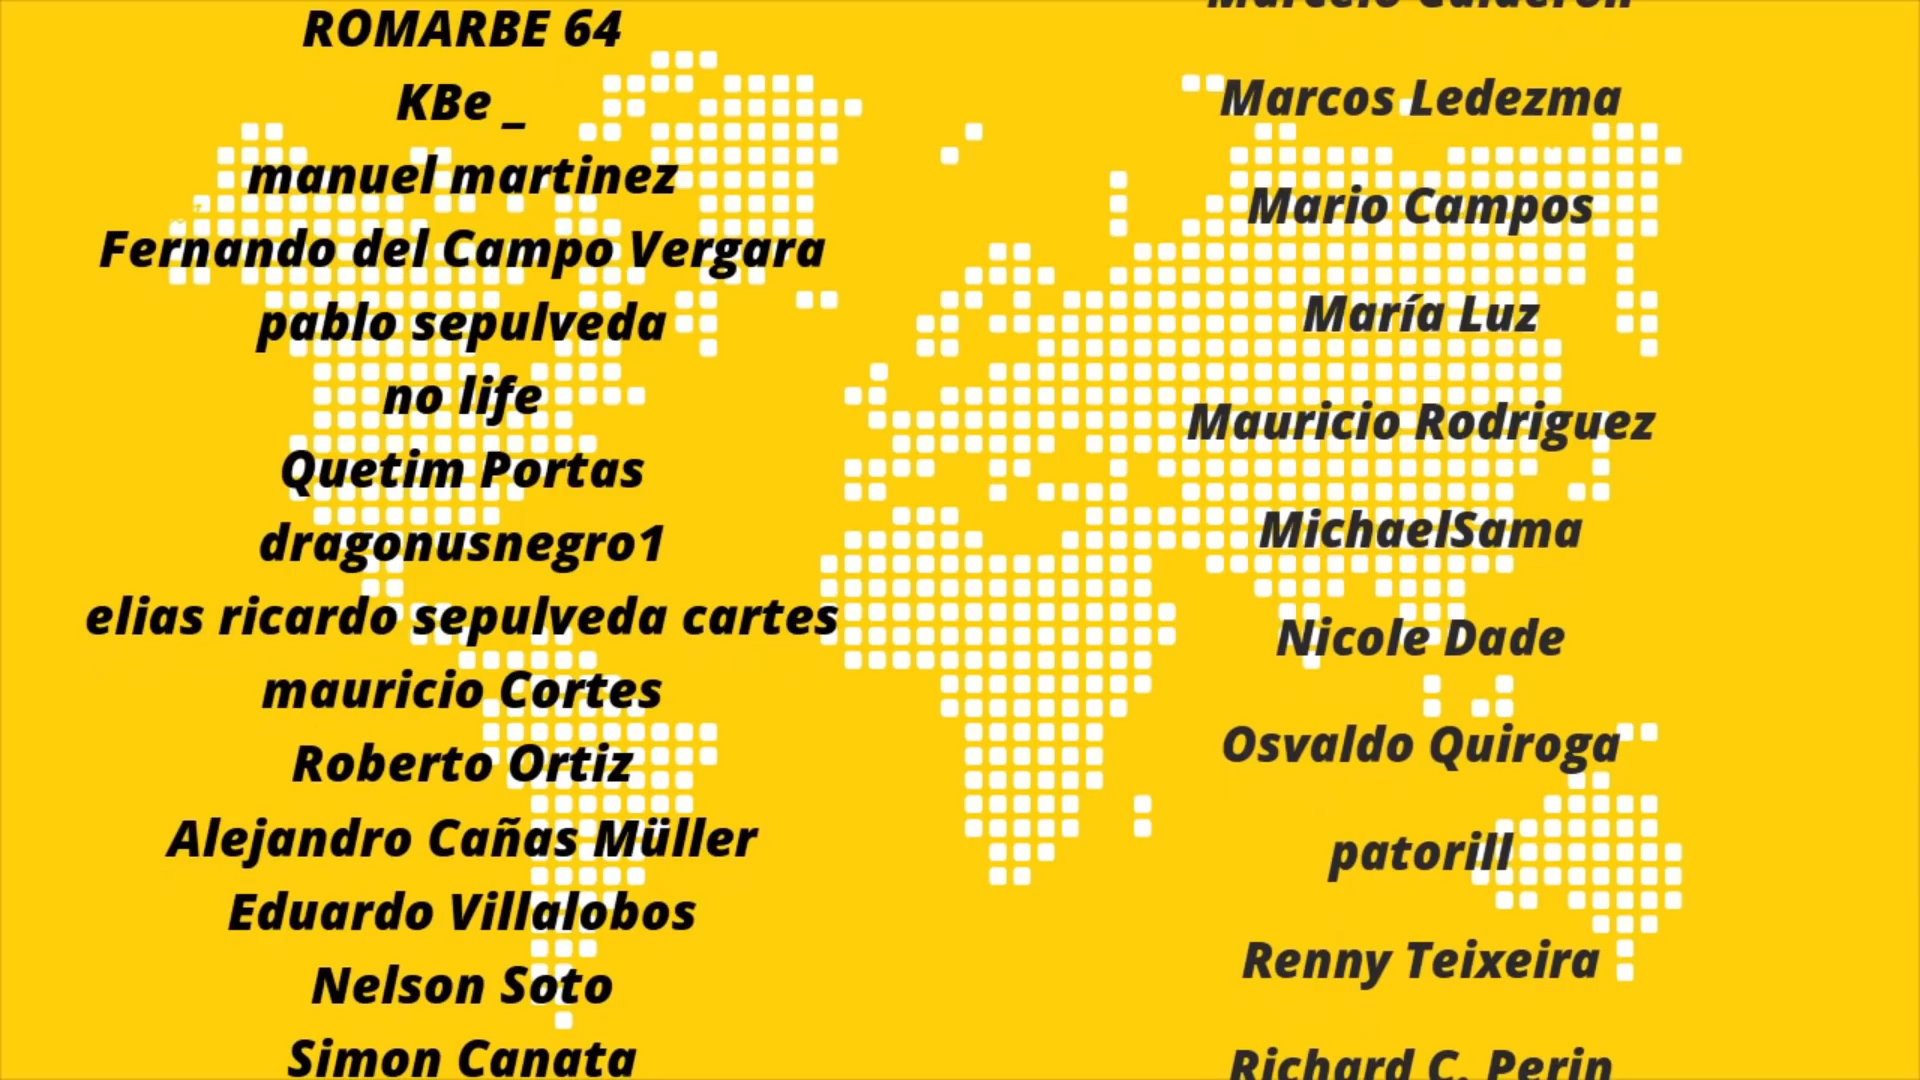 ROMARBE 64
KBe _
manuel martinez
Fernando del Campo Vergara
pablo sepulveda
no life
Quetim Portas
dragonusnegro1
elias ricardo sepulveda cartes
mauricio Cortes
Roberto Ortiz
Alejandro Cañas Müller
Eduardo Villalobos
Nelson Soto
Simon Canata
Marcelo Calderon
Marcos Ledezma
Mario Campos
María Luz
Mauricio Rodriguez
MichaelSama
Nicole Dade
Osvaldo Quiroga
patorill
Renny Teixeira
Richard C. Perin